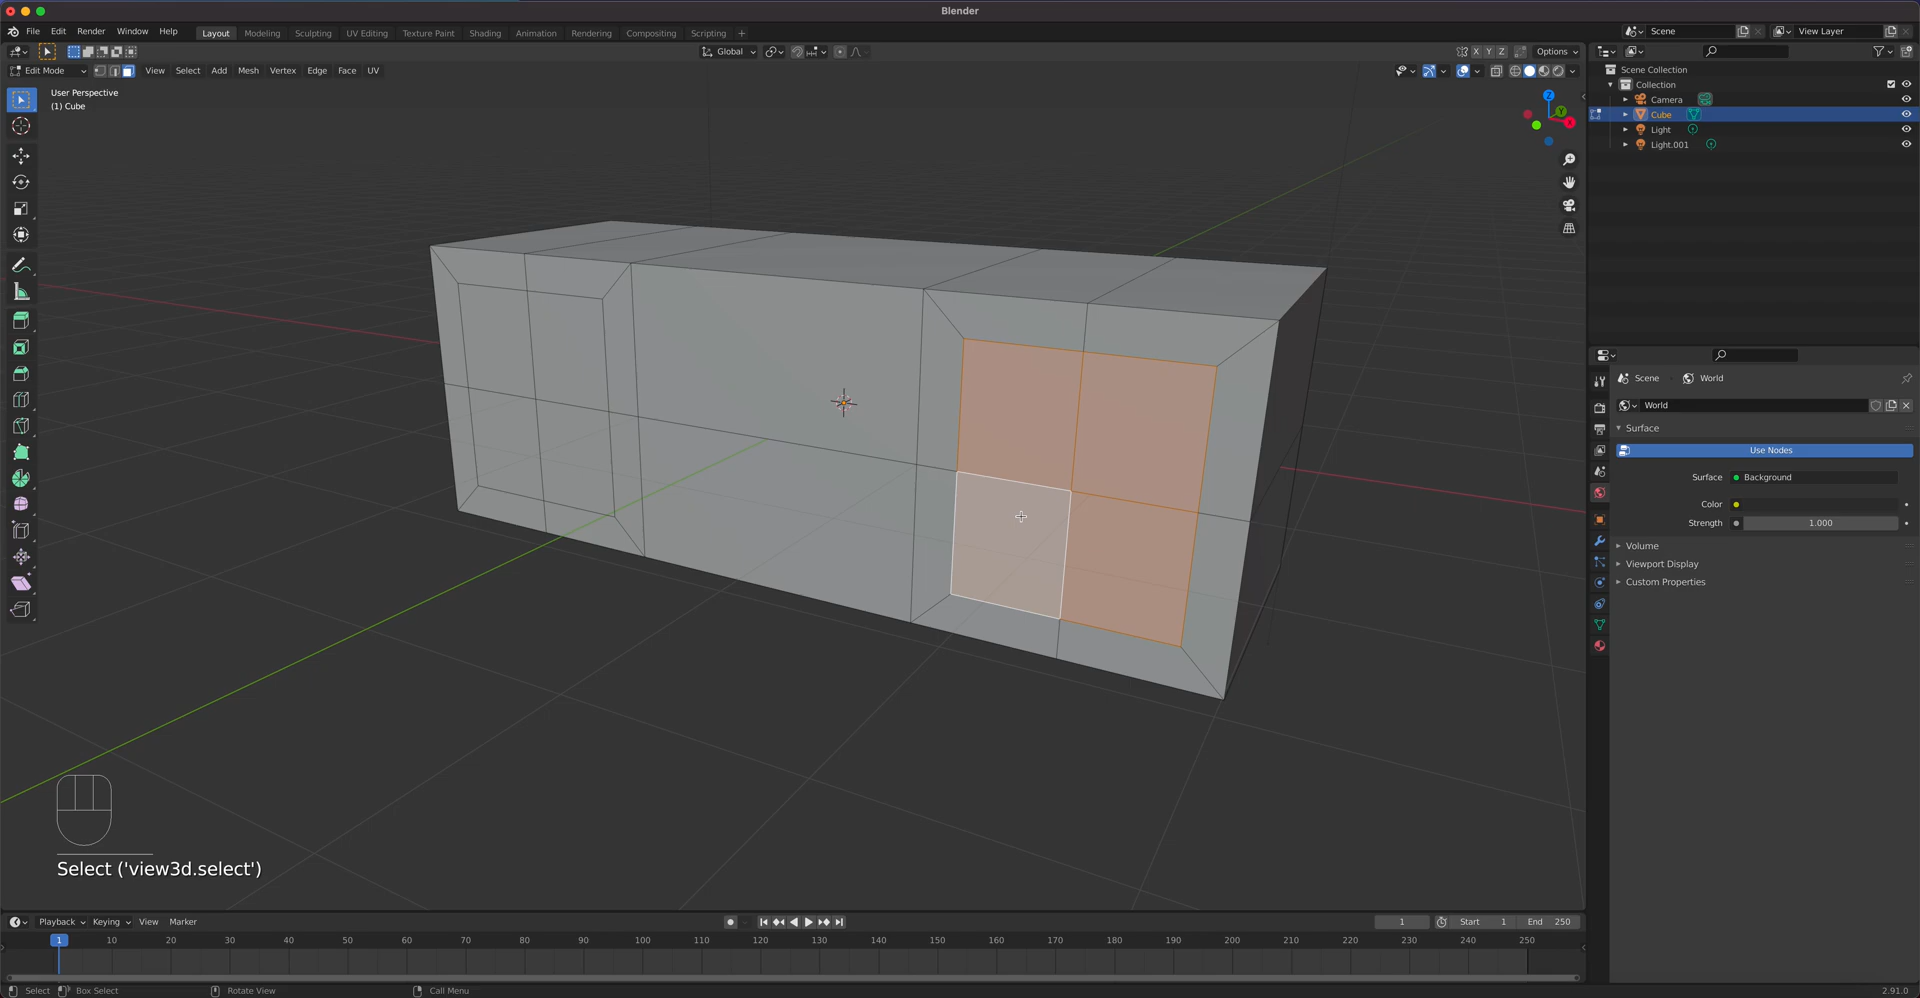 Blender
File Edit Render Window Help Layout Modeling Sculpting UV Editing Texture Paint Shading Animation Rendering Compositing Scripting +
Scene View Layer
Global X Y Z Options
Edit Mode View Select Add Mesh Vertex Edge Face UV
User Perspective
(1) Cube
Z
Y
X
Scene Collection
Collection
Camera
Cube
Light
Light.001
Scene World
World
Surface
Use Nodes
Surface Background
Color
Strength 1.000
Volume
Viewport Display
Custom Properties
Select ('view3d.select')
Playback Keying View Marker 1 Start 1 End 250
1 10 20 30 40 50 60 70 80 90 100 110 120 130 140 150 160 170 180 190 200 210 220 230 240 250
Select Box Select Rotate View Call Menu 2.91.0